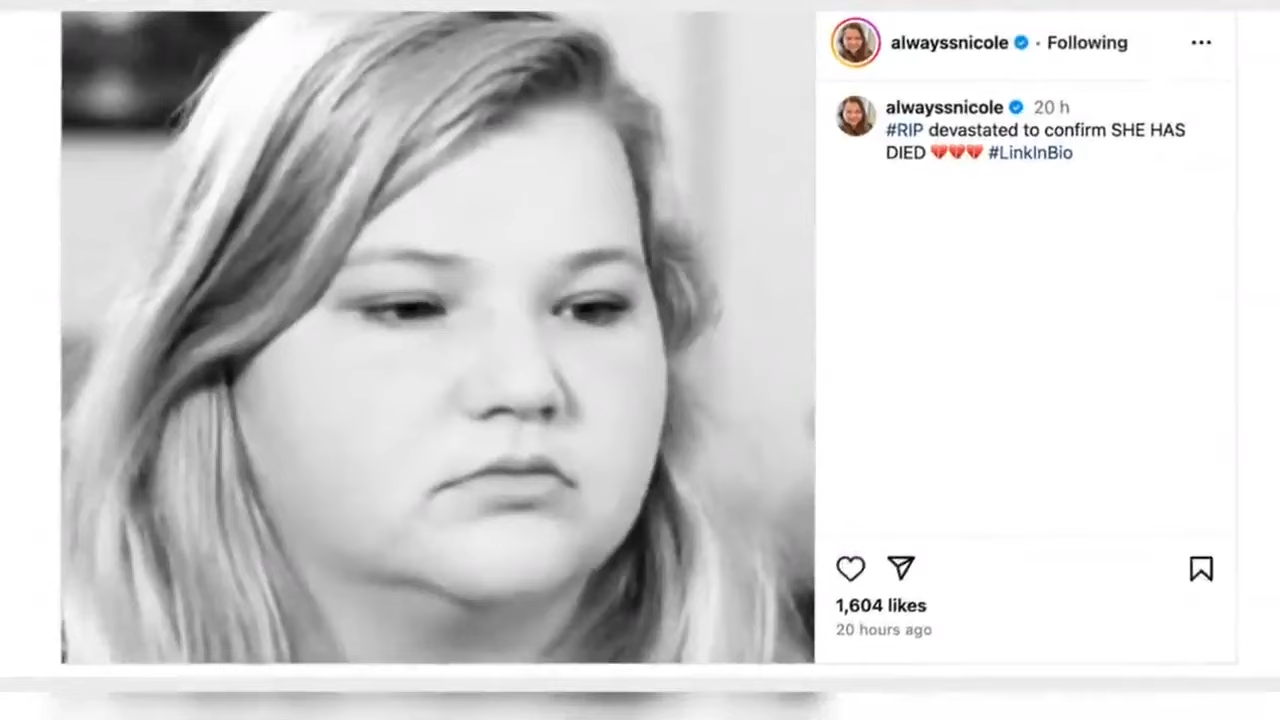 alwayssnicole · Following
alwayssnicole 20 h
#RIP devastated to confirm SHE HAS
DIED 💔💔💔 #LinkInBio
1,604 likes
20 hours ago